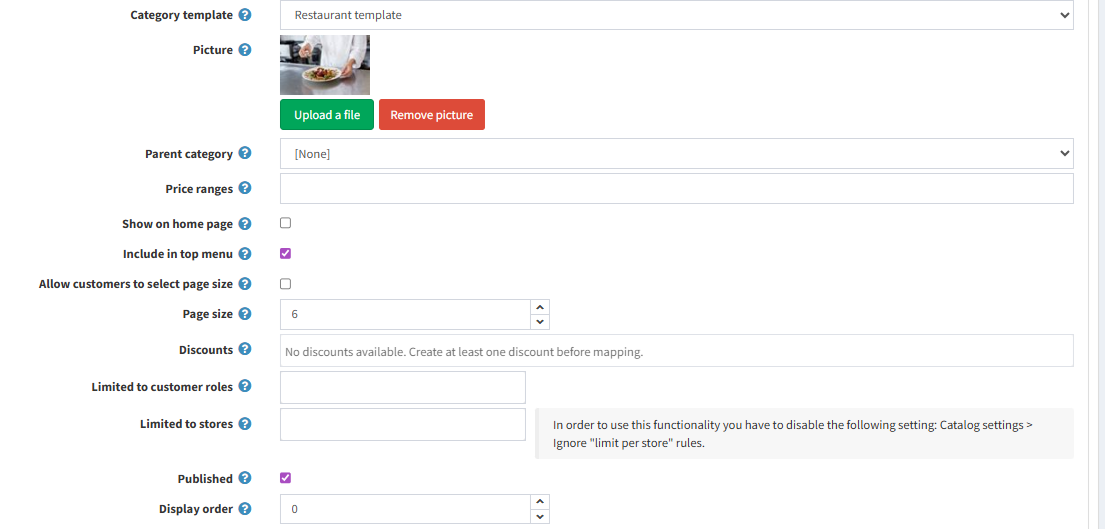 Category template
Restaurant template
Picture
Upload a file
Remove picture
Parent category
[None]
Price ranges
Show on home page
Include in top menu
Allow customers to select page size
Page size
6
Discounts
No discounts available. Create at least one discount before mapping.
Limited to customer roles
Limited to stores
In order to use this functionality you have to disable the following setting: Catalog settings >
Ignore "limit per store" rules.
Published
Display order
0